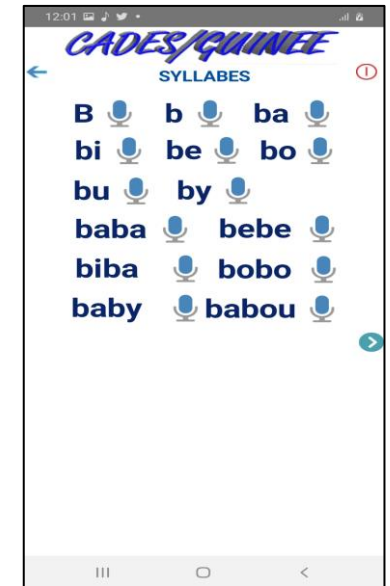 12:01
CADES/GUINEE
SYLLABES
B b ba
bi be bo
bu by
baba bebe
biba bobo
baby babou